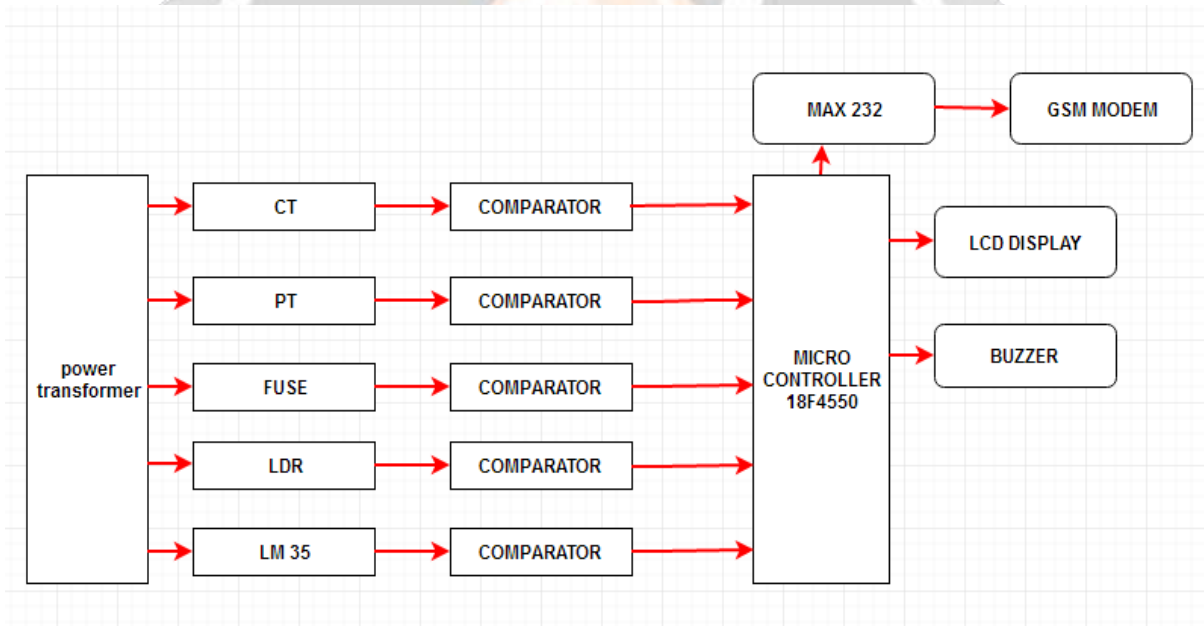 MAX 232
GSM MODEM
CT
COMPARATOR
LCD DISPLAY
PT
COMPARATOR
power
transformer
FUSE
COMPARATOR
MICRO
CONTROLLER
18F4550
BUZZER
LDR
COMPARATOR
LM 35
COMPARATOR